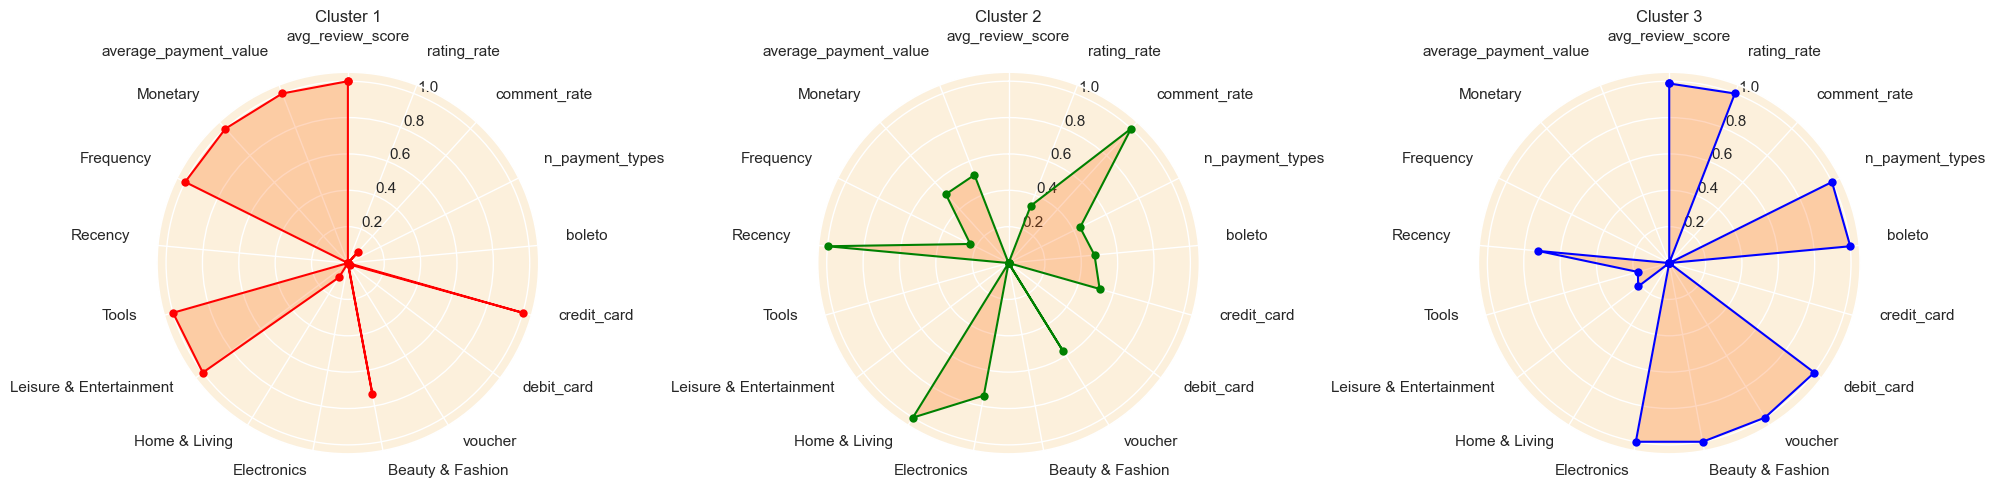 Cluster 1
avg_review_score
rating_rate
comment_rate
n_payment_types
boleto
credit_card
debit_card
voucher
Beauty & Fashion
Electronics
Home & Living
Leisure & Entertainment
Tools
Recency
Frequency
Monetary
average_payment_value
0.2
0.4
0.6
0.8
1.0
Cluster 2
avg_review_score
rating_rate
comment_rate
n_payment_types
boleto
credit_card
debit_card
voucher
Beauty & Fashion
Electronics
Home & Living
Leisure & Entertainment
Tools
Recency
Frequency
Monetary
average_payment_value
0.2
0.4
0.6
0.8
1.0
Cluster 3
avg_review_score
rating_rate
comment_rate
n_payment_types
boleto
credit_card
debit_card
voucher
Beauty & Fashion
Electronics
Home & Living
Leisure & Entertainment
Tools
Recency
Frequency
Monetary
average_payment_value
0.2
0.4
0.6
0.8
1.0